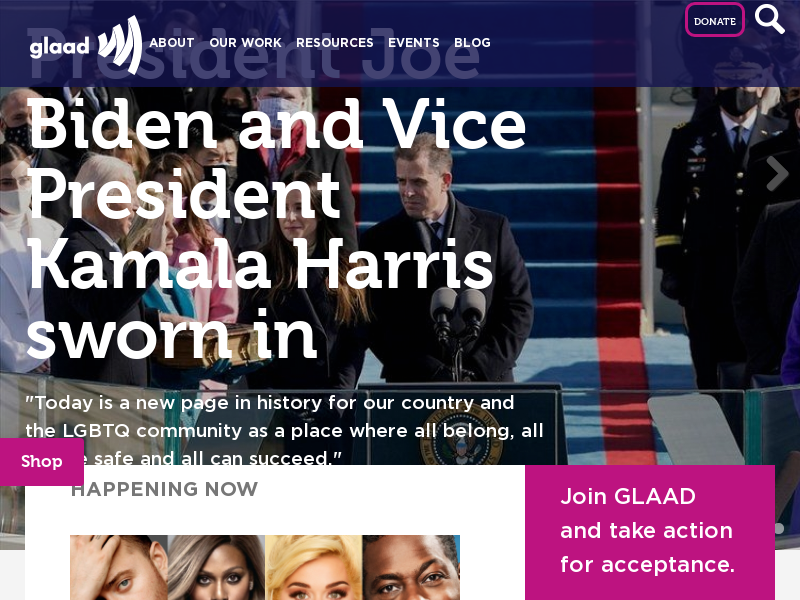 glaad
ABOUT OUR WORK RESOURCES EVENTS BLOG
DONATE
President Joe
Biden and Vice
President
Kamala Harris
sworn in
"Today is a new page in history for our country and
the LGBTQ community as a place where all belong, all
safe and all can succeed."
Shop
HAPPENING NOW
Join GLAAD
and take action
for acceptance.